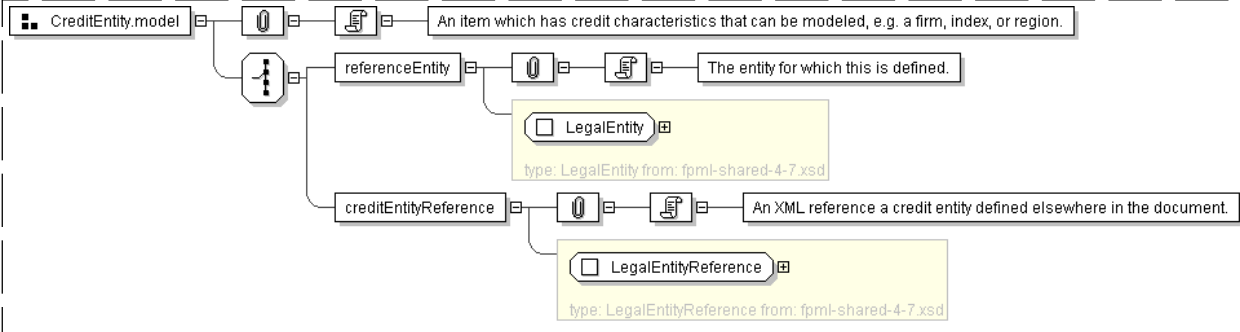 CreditEntity.model
An item which has credit characteristics that can be modeled, e.g. a firm, index, or region.
referenceEntity
The entity for which this is defined.
LegalEntity
type: LegalEntity from: fpml-shared-4-7.xsd
creditEntityReference
An XML reference a credit entity defined elsewhere in the document.
LegalEntityReference
type: LegalEntityReference from: fpml-shared-4-7.xsd